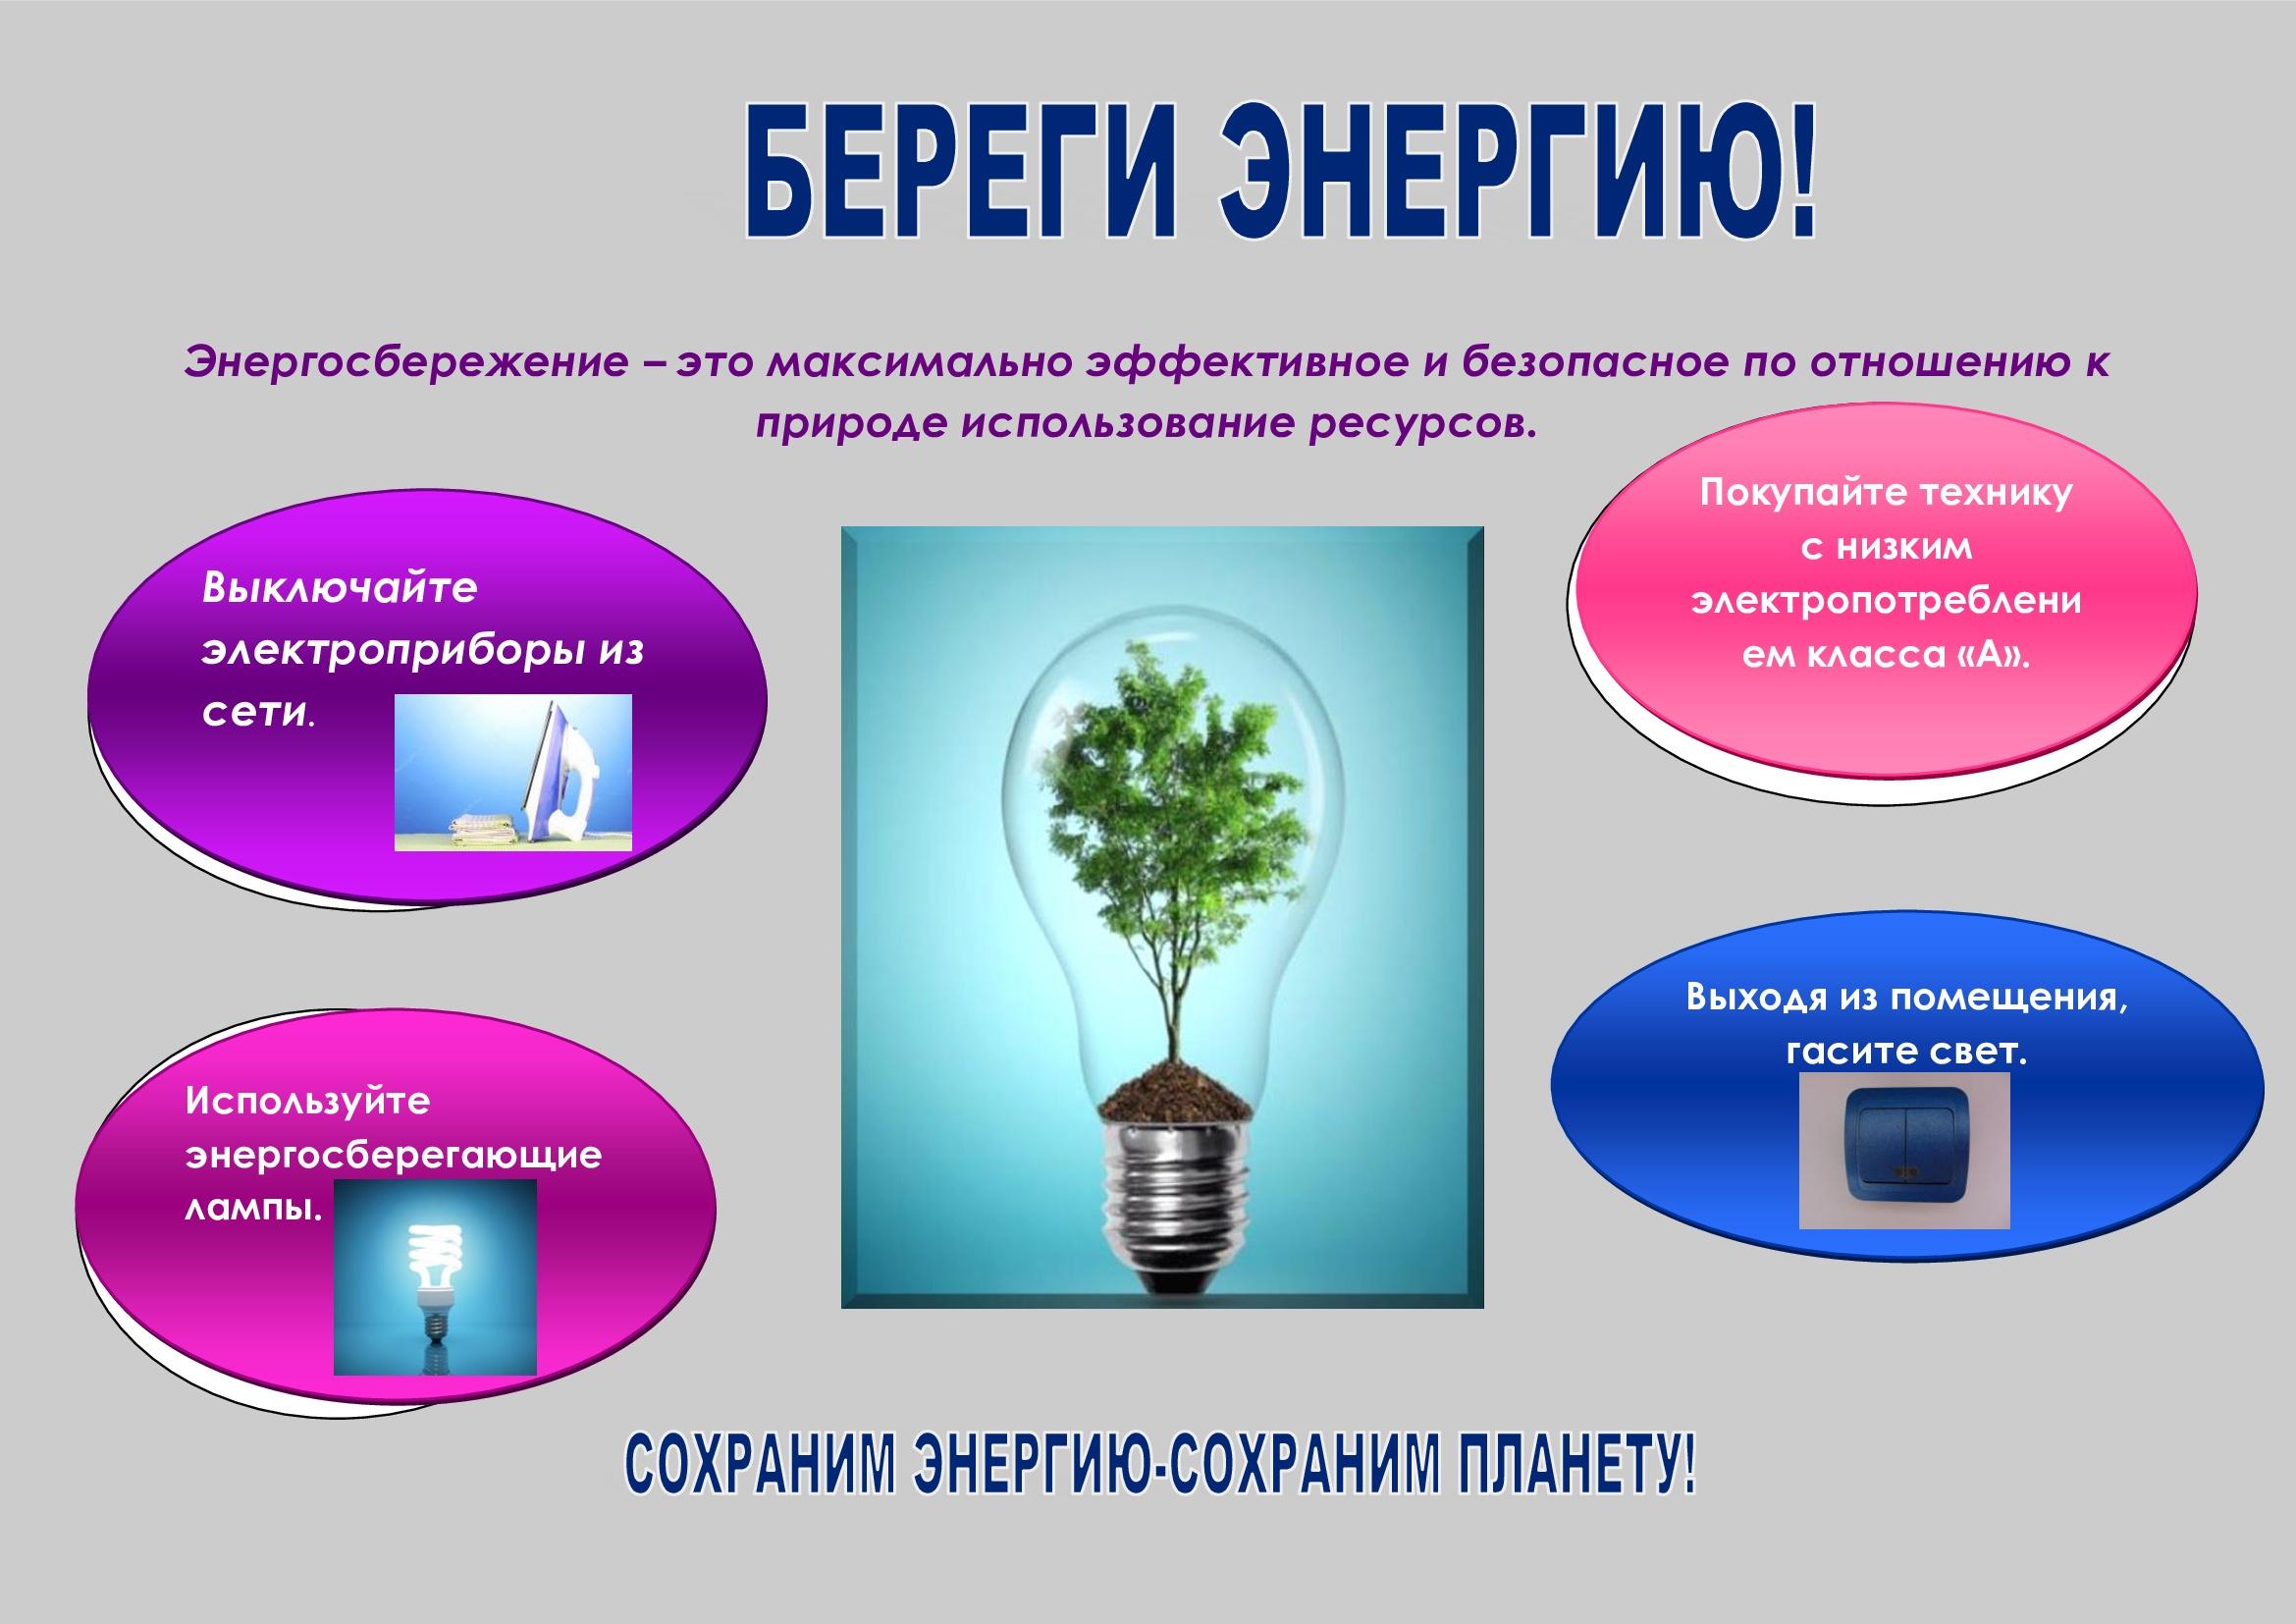 БЕРЕГИ ЭНЕРГИЮ!
Энергосбережение – это максимально эффективное и безопасное по отношению к
природе использование ресурсов.
Выключайте
электроприборы из
сети.
Покупайте технику
с низким
электропотреблени
ем класса «А».
Используйте
энергосберегающие
лампы.
Выходя из помещения,
гасите свет.
СОХРАНИМ ЭНЕРГИЮ-СОХРАНИМ ПЛАНЕТУ!